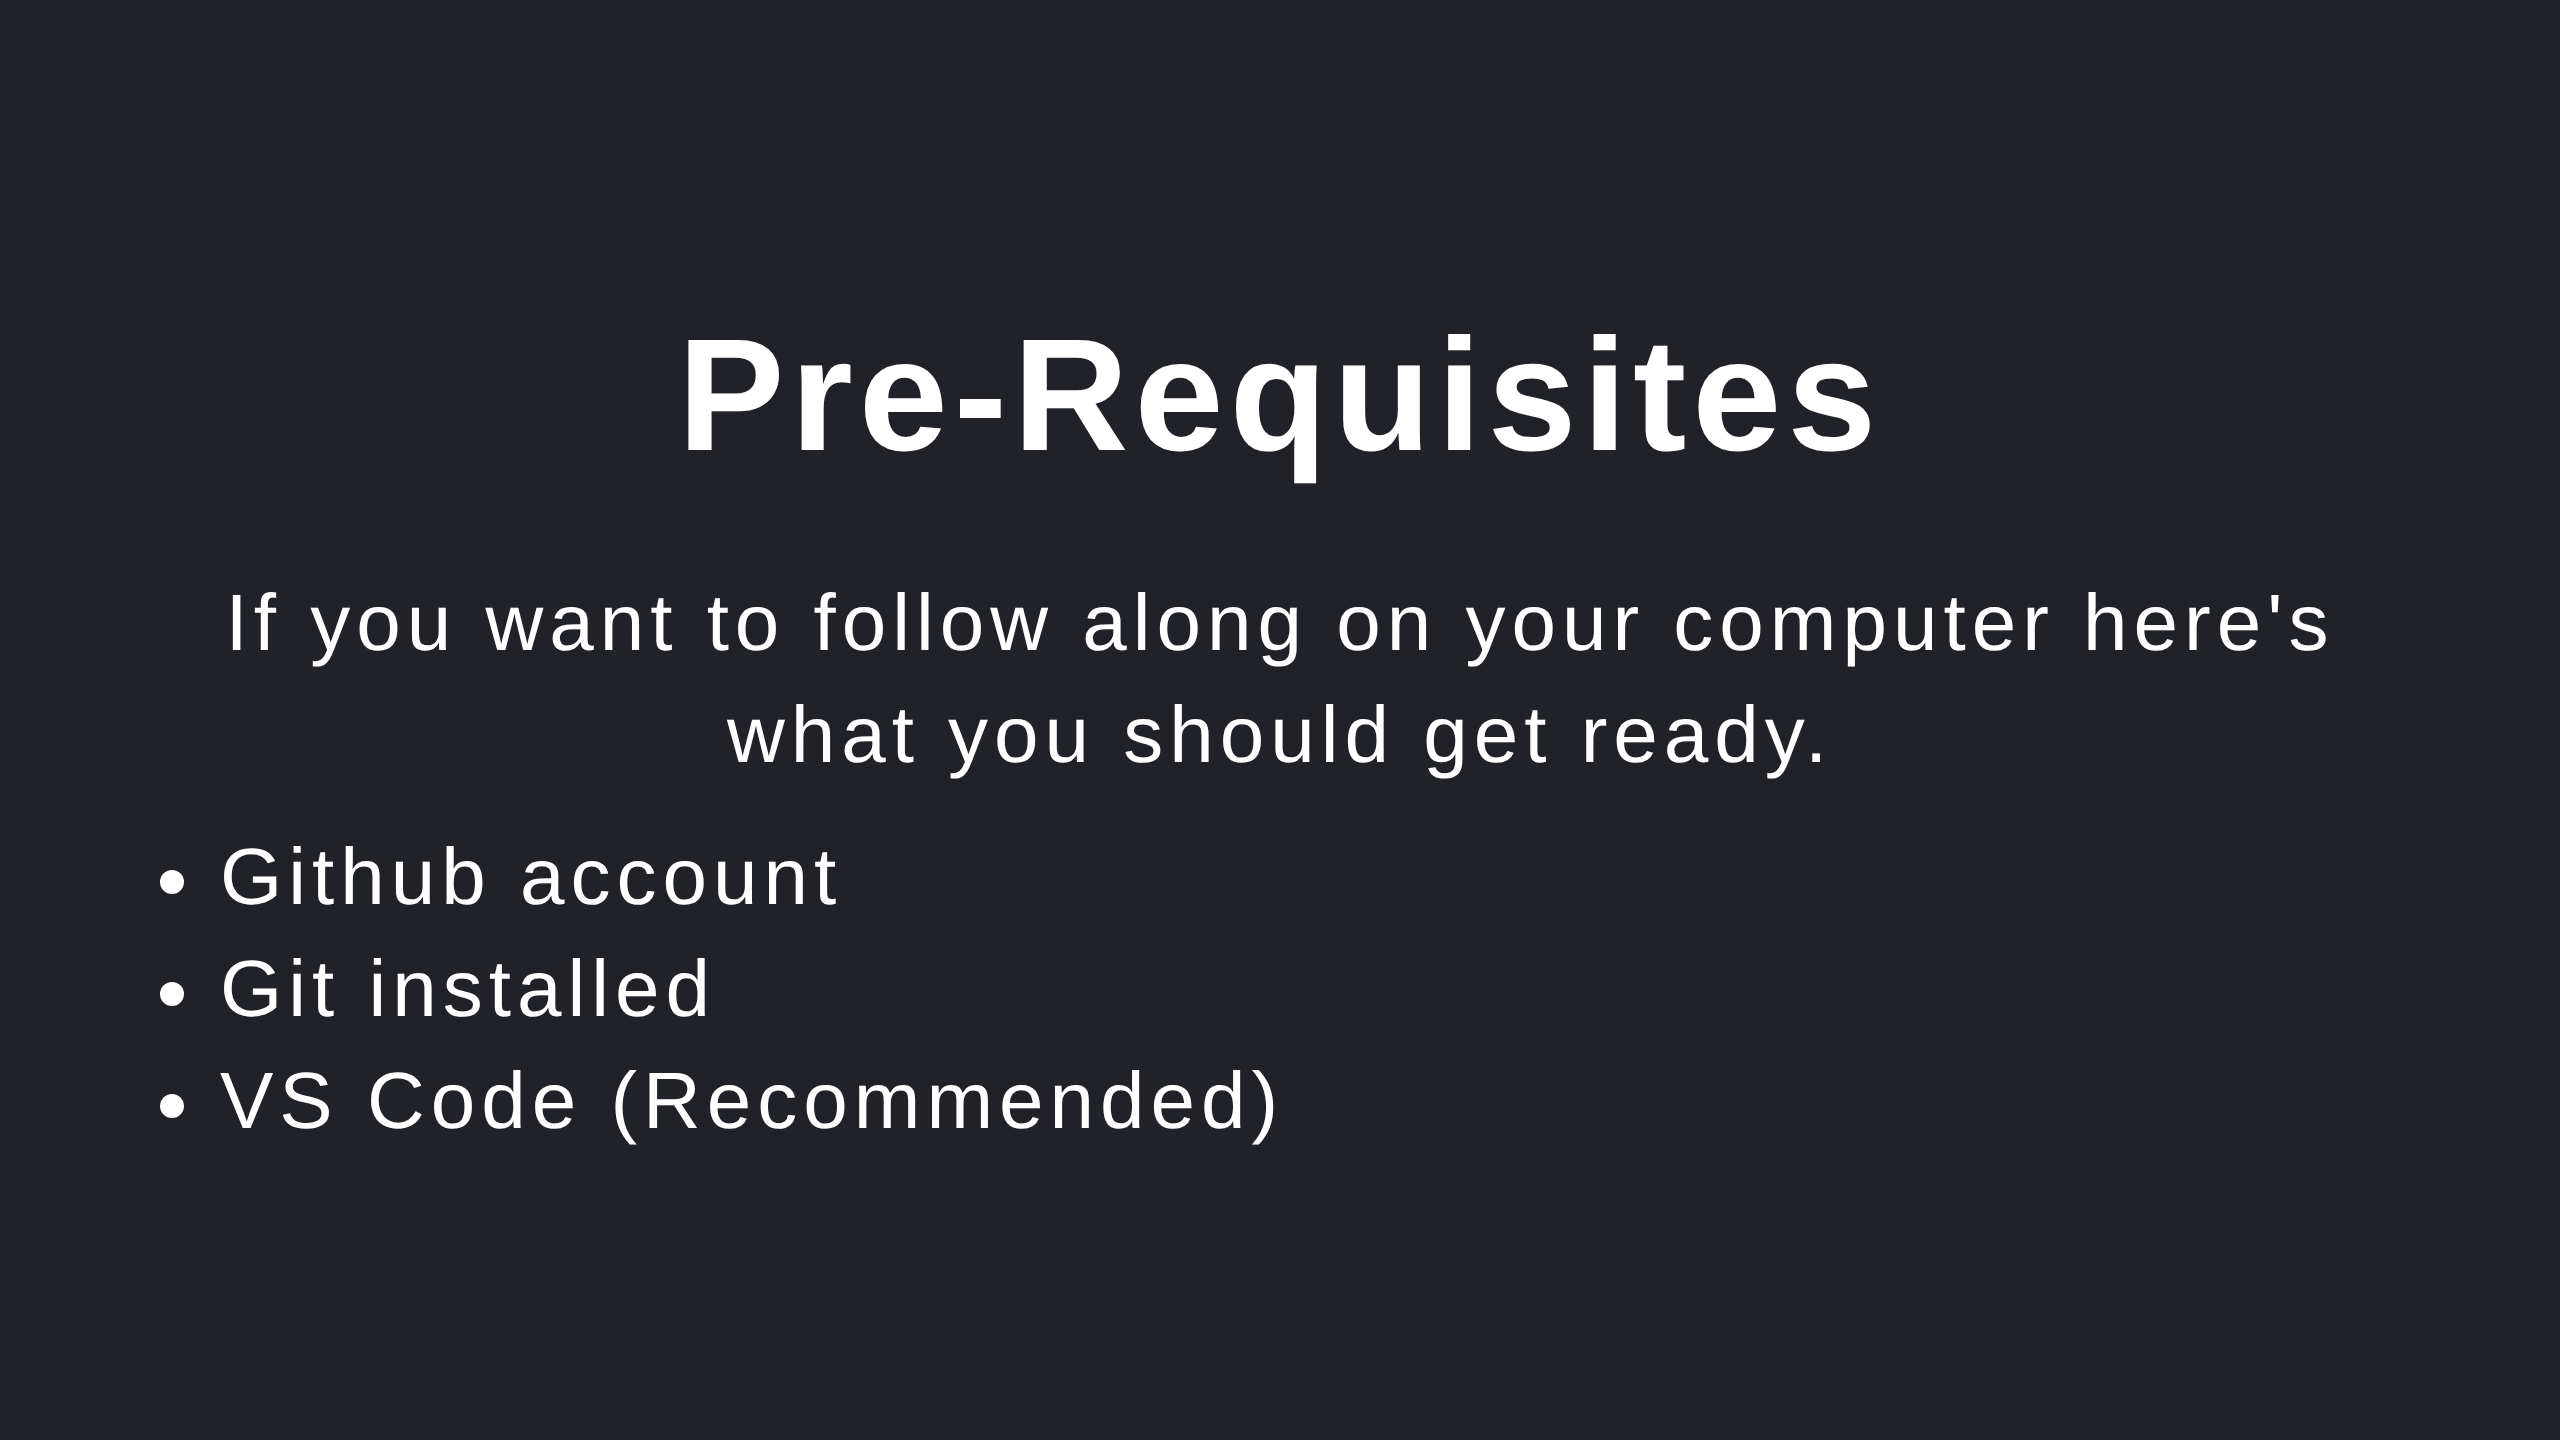 Pre-Requisites
If you want to follow along on your computer here's
what you should get ready.
• Github account
• Git installed
• VS Code (Recommended)